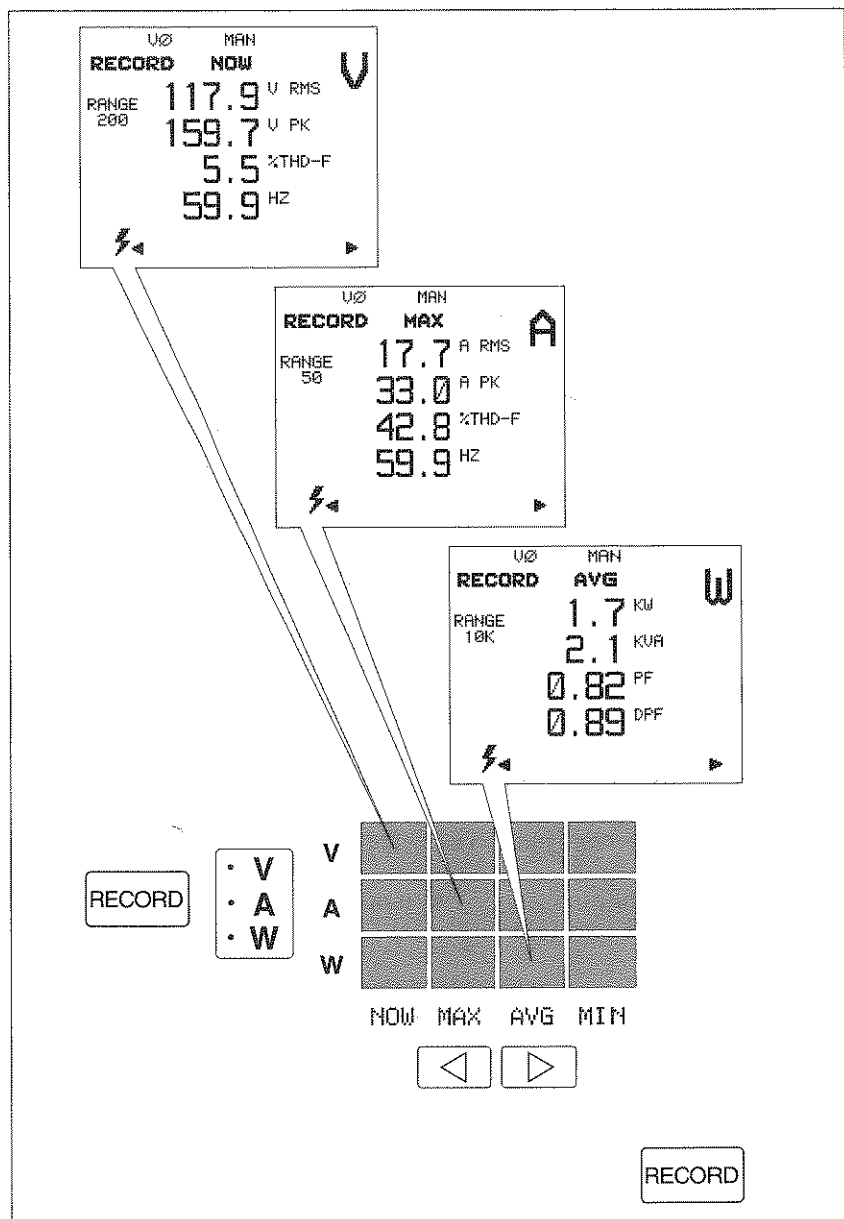 VØ MAN
RECORD NOW V
RANGE 200
117.9 V RMS
159.7 V PK
5.5 %THD-F
59.9 HZ
VØ MAN
RECORD MAX A
RANGE 50
17.7 A RMS
33.0 A PK
42.8 %THD-F
59.9 HZ
VØ MAN
RECORD AVG W
RANGE 10K
1.7 KW
2.1 KVA
0.82 PF
0.89 DPF
RECORD
· V
· A
· W
V
A
W
NOW MAX AVG MIN
RECORD